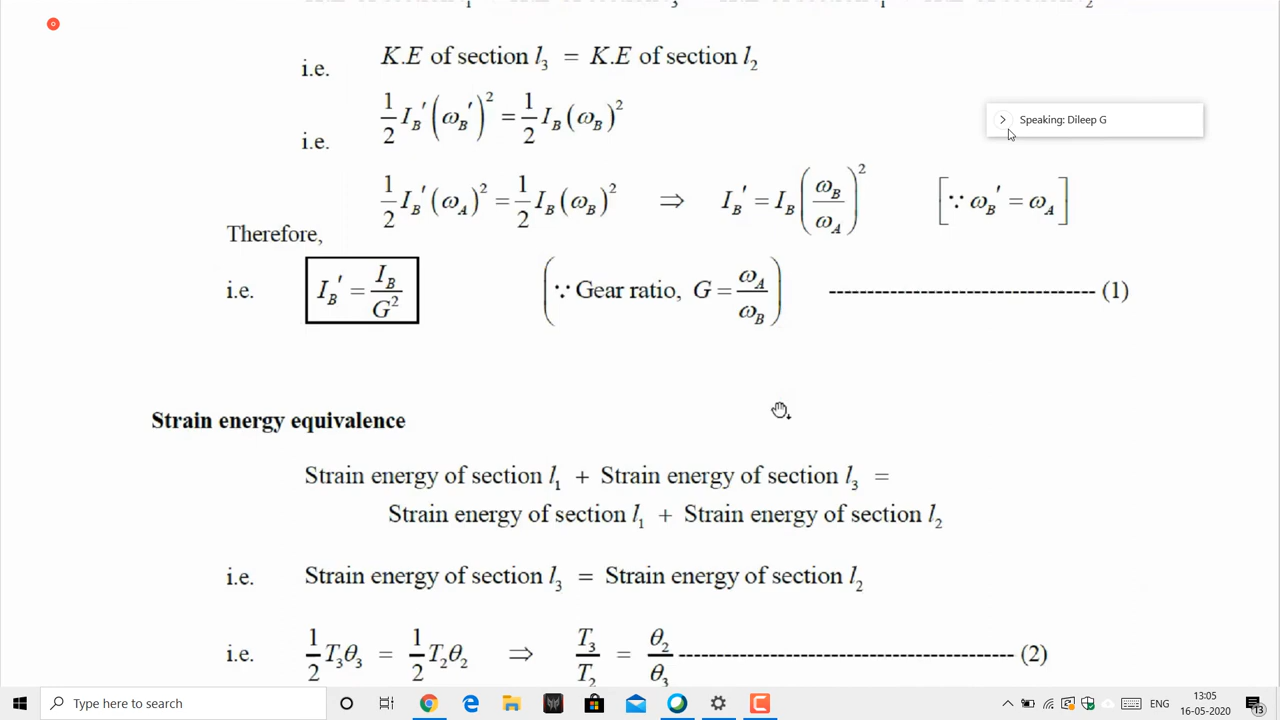 i.e. K.E of section l₃ = K.E of section l₂
i.e. 1/2 I_B′(ω_B′)² = 1/2 I_B(ω_B)²
Speaking: Dileep G
1/2 I_B′(ω_A)² = 1/2 I_B(ω_B)² ⇒ I_B′ = I_B(ω_B/ω_A)² [∵ ω_B′ = ω_A]
Therefore,
i.e. I_B′ = I_B/G² (∵ Gear ratio, G = ω_A/ω_B) ----------------------------------- (1)
Strain energy equivalence
Strain energy of section l₁ + Strain energy of section l₃ =
Strain energy of section l₁ + Strain energy of section l₂
i.e. Strain energy of section l₃ = Strain energy of section l₂
i.e. 1/2 T₃θ₃ = 1/2 T₂θ₂ ⇒ T₃/T₂ = θ₂/θ₃ -------------------------------------------- (2)
Type here to search
ENG
13:05
16-05-2020
13